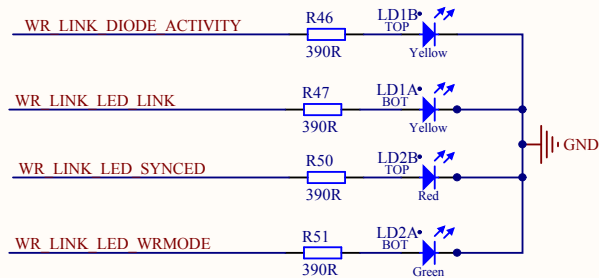 WR_LINK_DIODE_ACTIVITY R46 390R LD1B TOP Yellow
WR_LINK_LED_LINK R47 390R LD1A BOT Yellow
GND
WR_LINK_LED_SYNCED R50 390R LD2B TOP Red
WR_LINK_LED_WRMODE R51 390R LD2A BOT Green